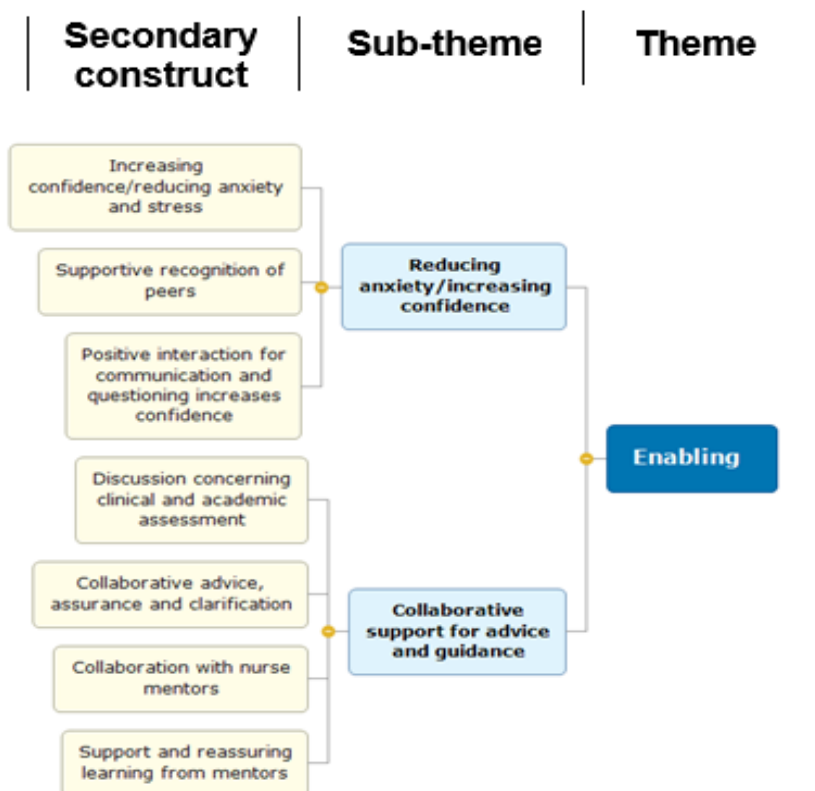 Secondary
construct
Sub-theme
Theme
Increasing
confidence/reducing anxiety
and stress
Supportive recognition of
peers
Positive interaction for
communication and
questioning increases
confidence
Reducing
anxiety/increasing
confidence
Discussion concerning
clinical and academic
assessment
Collaborative advice,
assurance and clarification
Collaboration with nurse
mentors
Support and reassuring
learning from mentors
Collaborative
support for advice
and guidance
Enabling